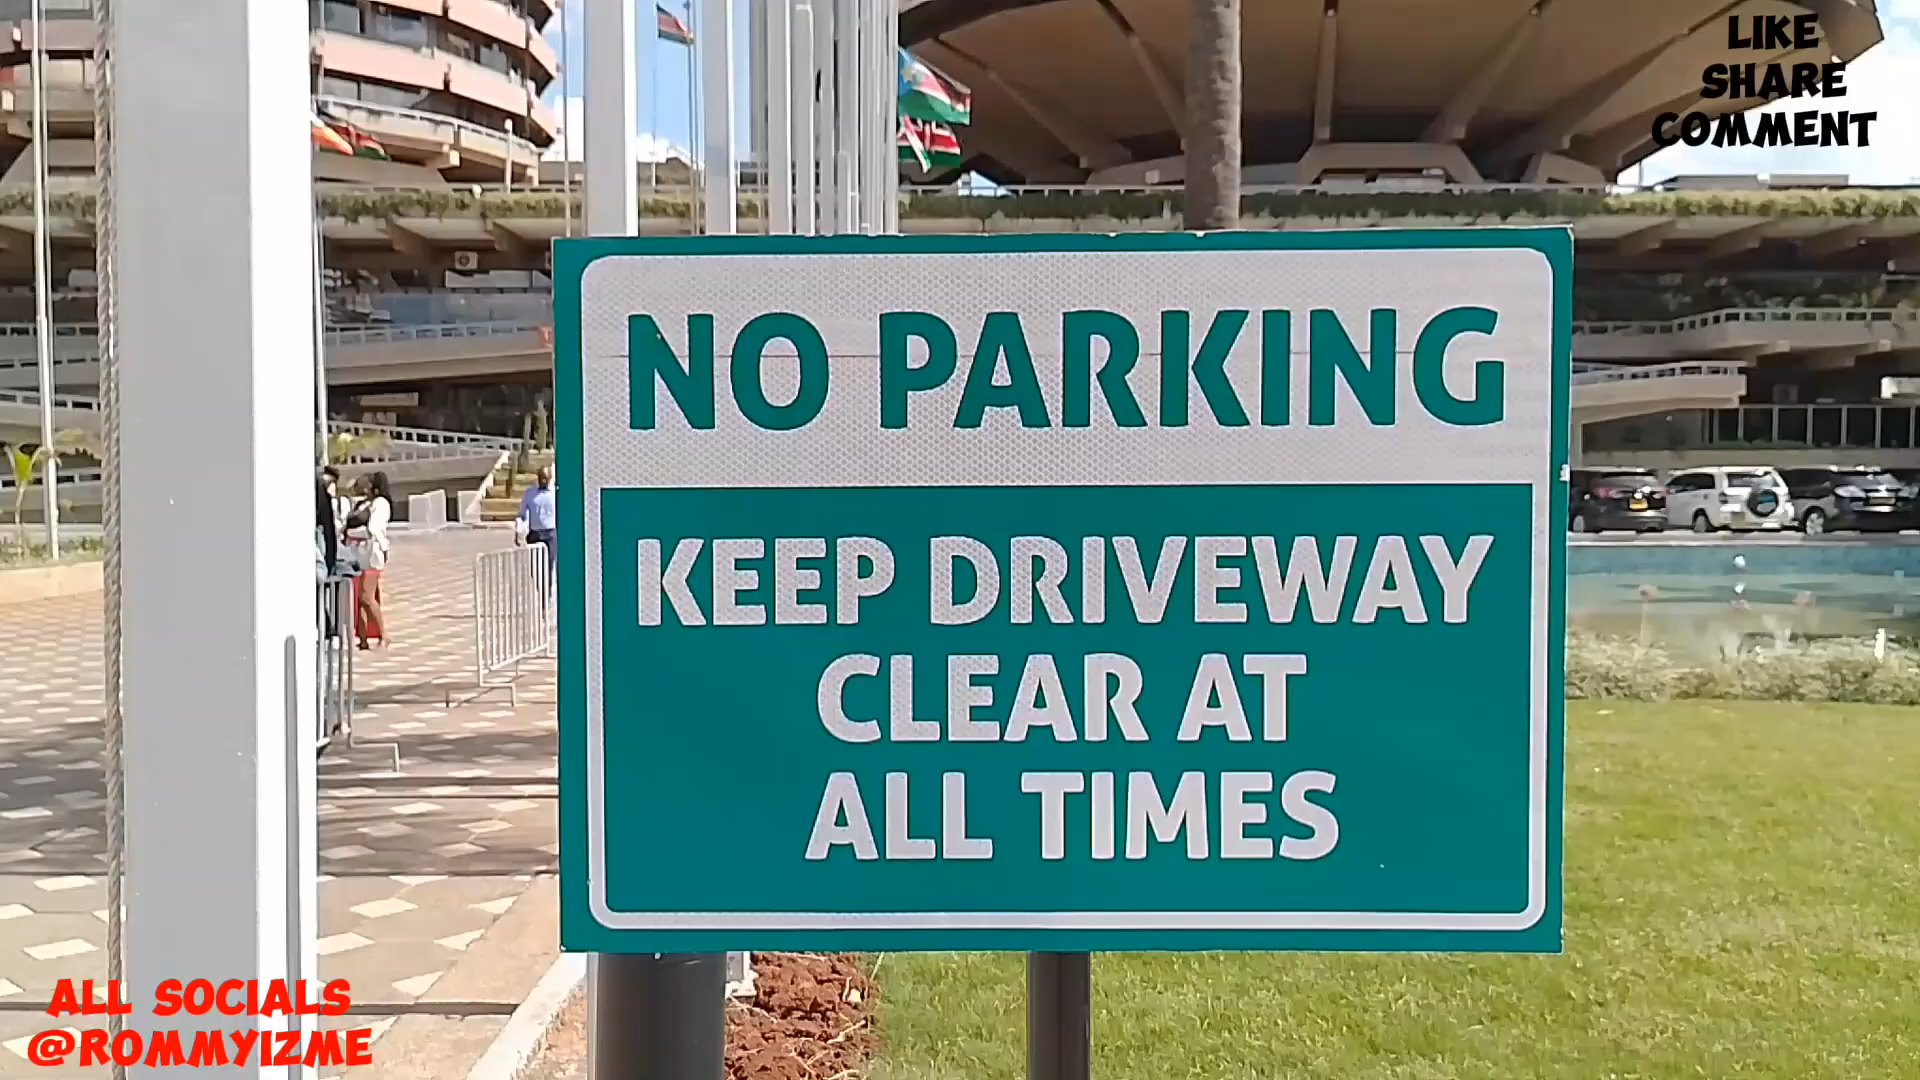 LIKE
SHARE
COMMENT
NO PARKING
KEEP DRIVEWAY
CLEAR AT
ALL TIMES
ALL SOCIALS
@ROMMYIZME